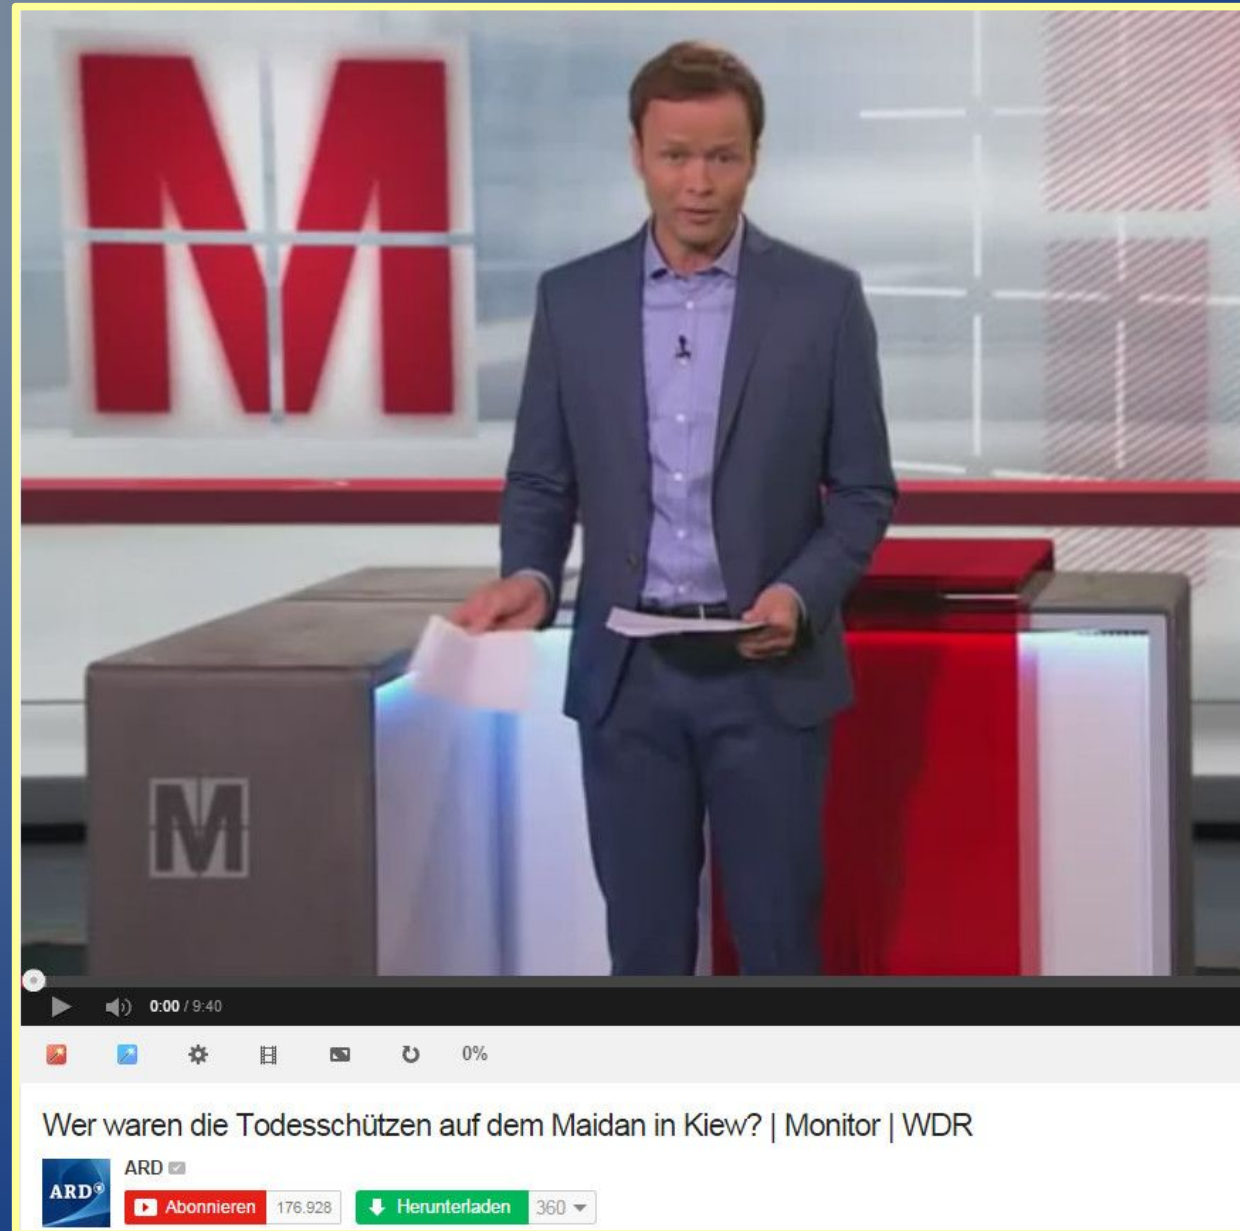 M
M
0:00 / 9:40
0%
Wer waren die Todesschützen auf dem Maidan in Kiew? | Monitor | WDR
ARD
ARD
Abonnieren 176.928 Herunterladen 360